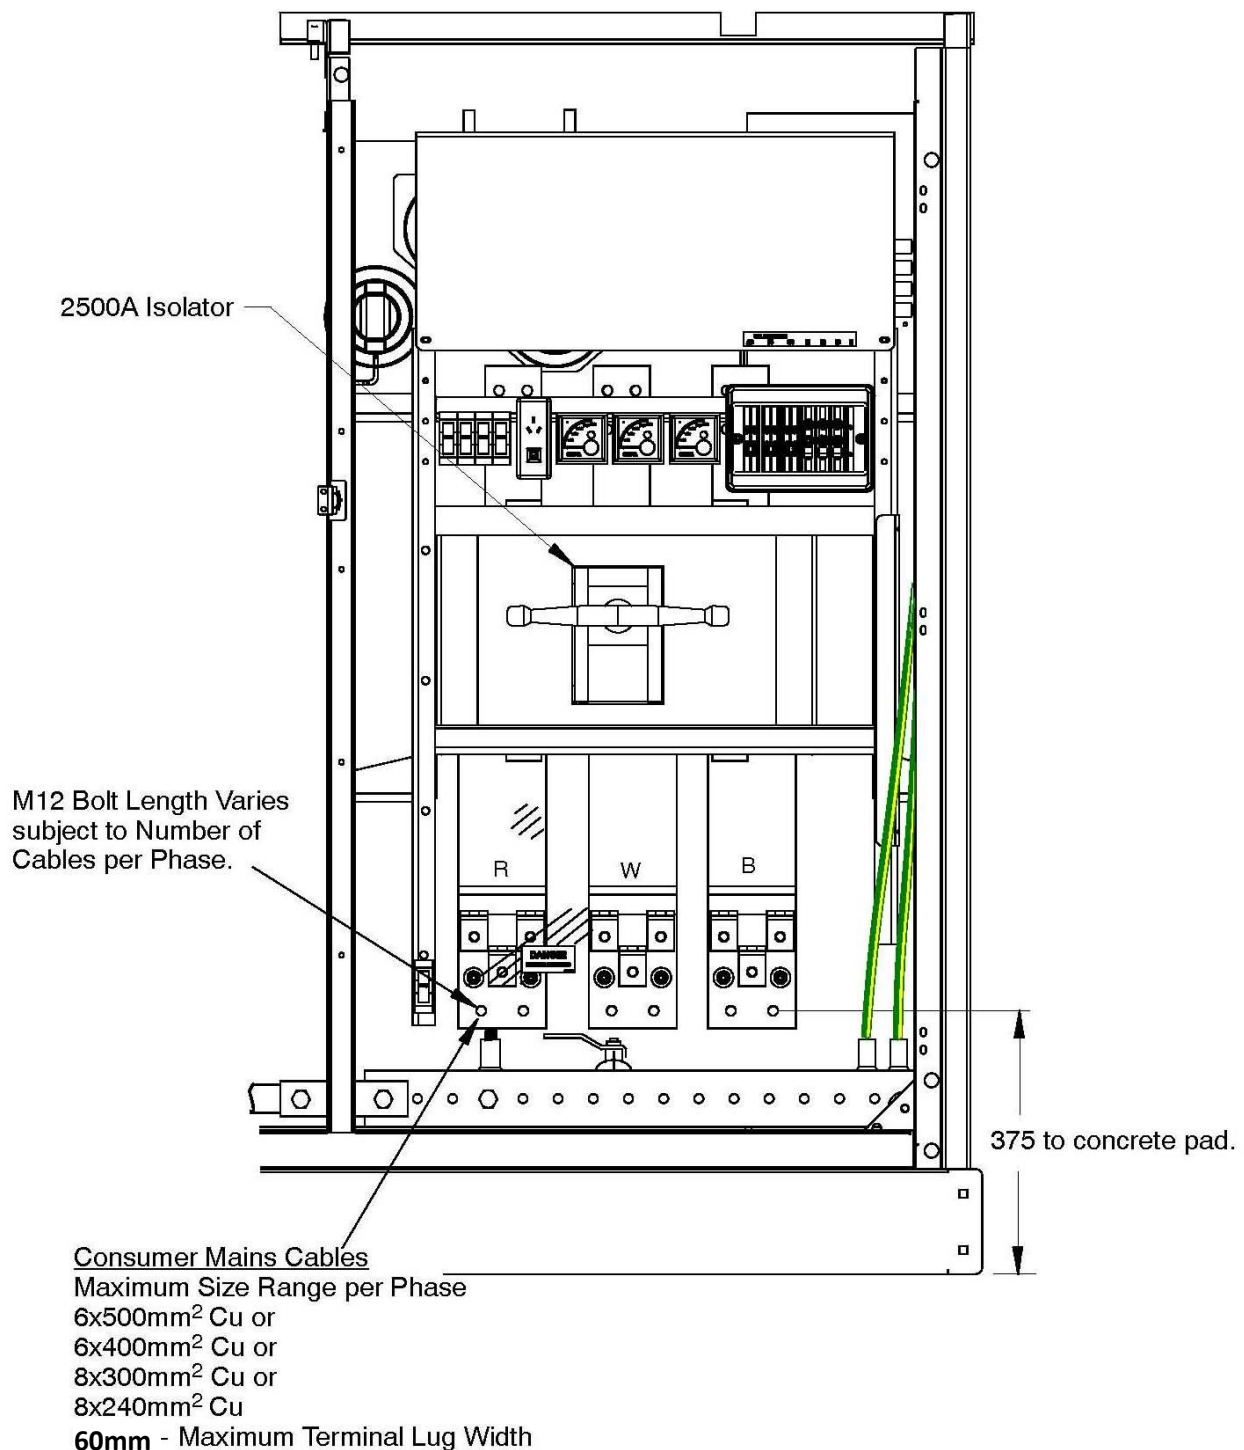 2500A Isolator
M12 Bolt Length Varies
subject to Number of
Cables per Phase.
R
W
B
DANGER
375 to concrete pad.
Consumer Mains Cables
Maximum Size Range per Phase
6x500mm² Cu or
6x400mm² Cu or
8x300mm² Cu or
8x240mm² Cu
60mm - Maximum Terminal Lug Width